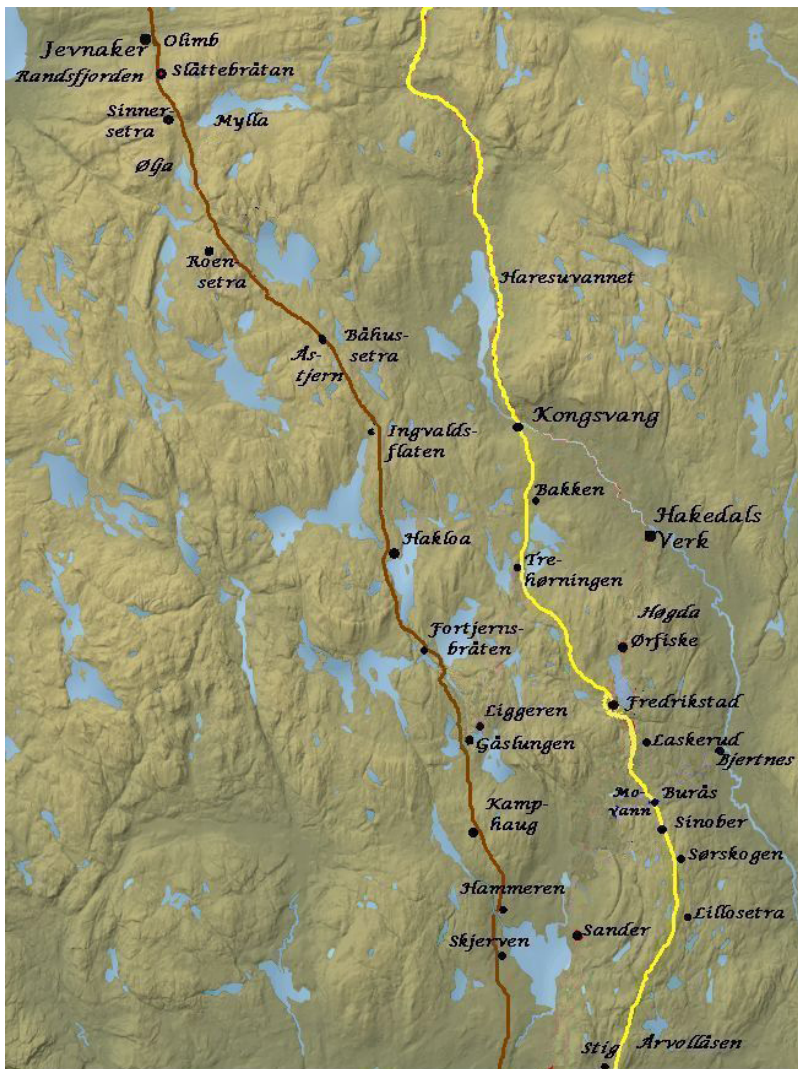 Olimb
Jevnaker
Randsfjorden
Slåttebråtan
Sinner-
setra
Mylla
Ølja
Roen-
setra
Haresuvannet
Båhus-
setra
Ås-
tjern
Kongsvang
Ingvalds-
flaten
Bakken
Hakedals
Verk
Hakloa
Tre-
hørningen
Høgda
Ørfiske
Fortjerns-
bråten
Fredrikstad
Liggeren
Gåslungen
Laskerud
Bjertnes
Mo-
vann
Burås
Kamp-
haug
Sinober
Sørskogen
Hammeren
Lillosetra
Sander
Skjerven
Stig
Årvollåsen